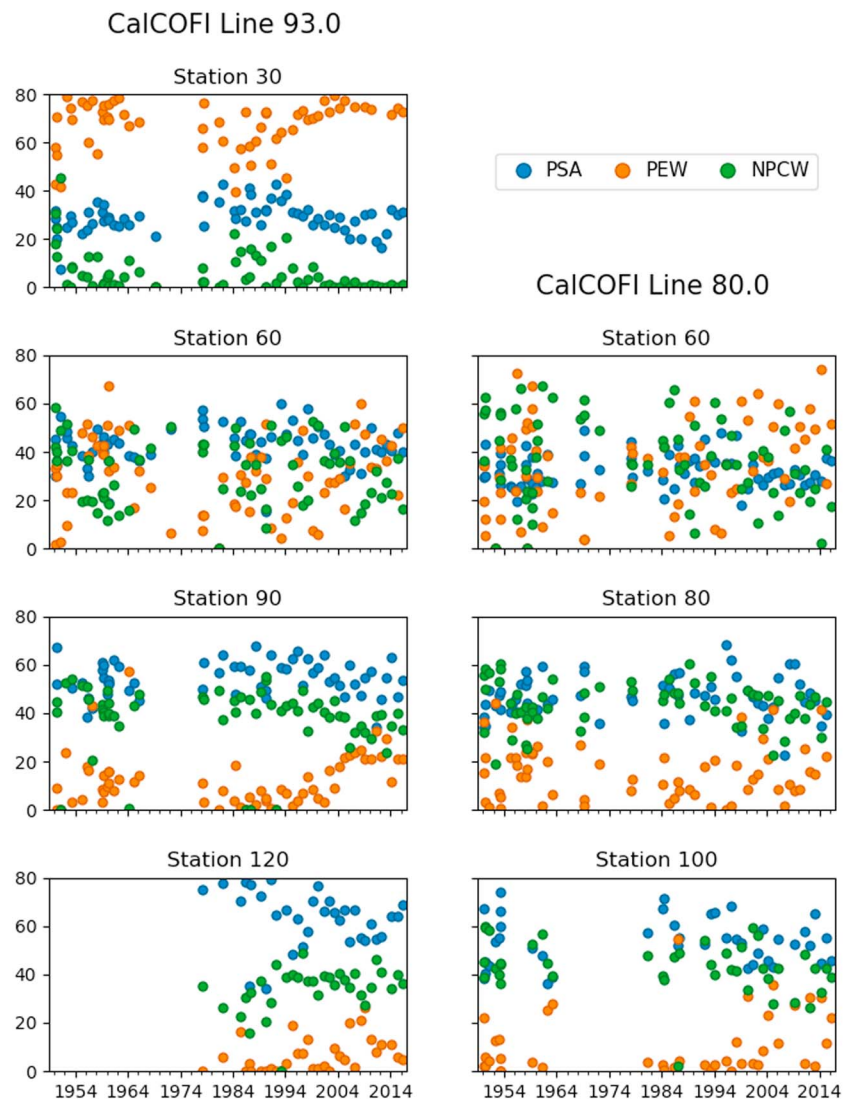 CalCOFI Line 93.0
Station 30
80
60
40
20
0
PSA PEW NPCW
CalCOFI Line 80.0
Station 60
80
60
40
20
0
Station 60
Station 90
80
60
40
20
0
Station 80
Station 120
80
60
40
20
0
1954 1964 1974 1984 1994 2004 2014
Station 100
1954 1964 1974 1984 1994 2004 2014